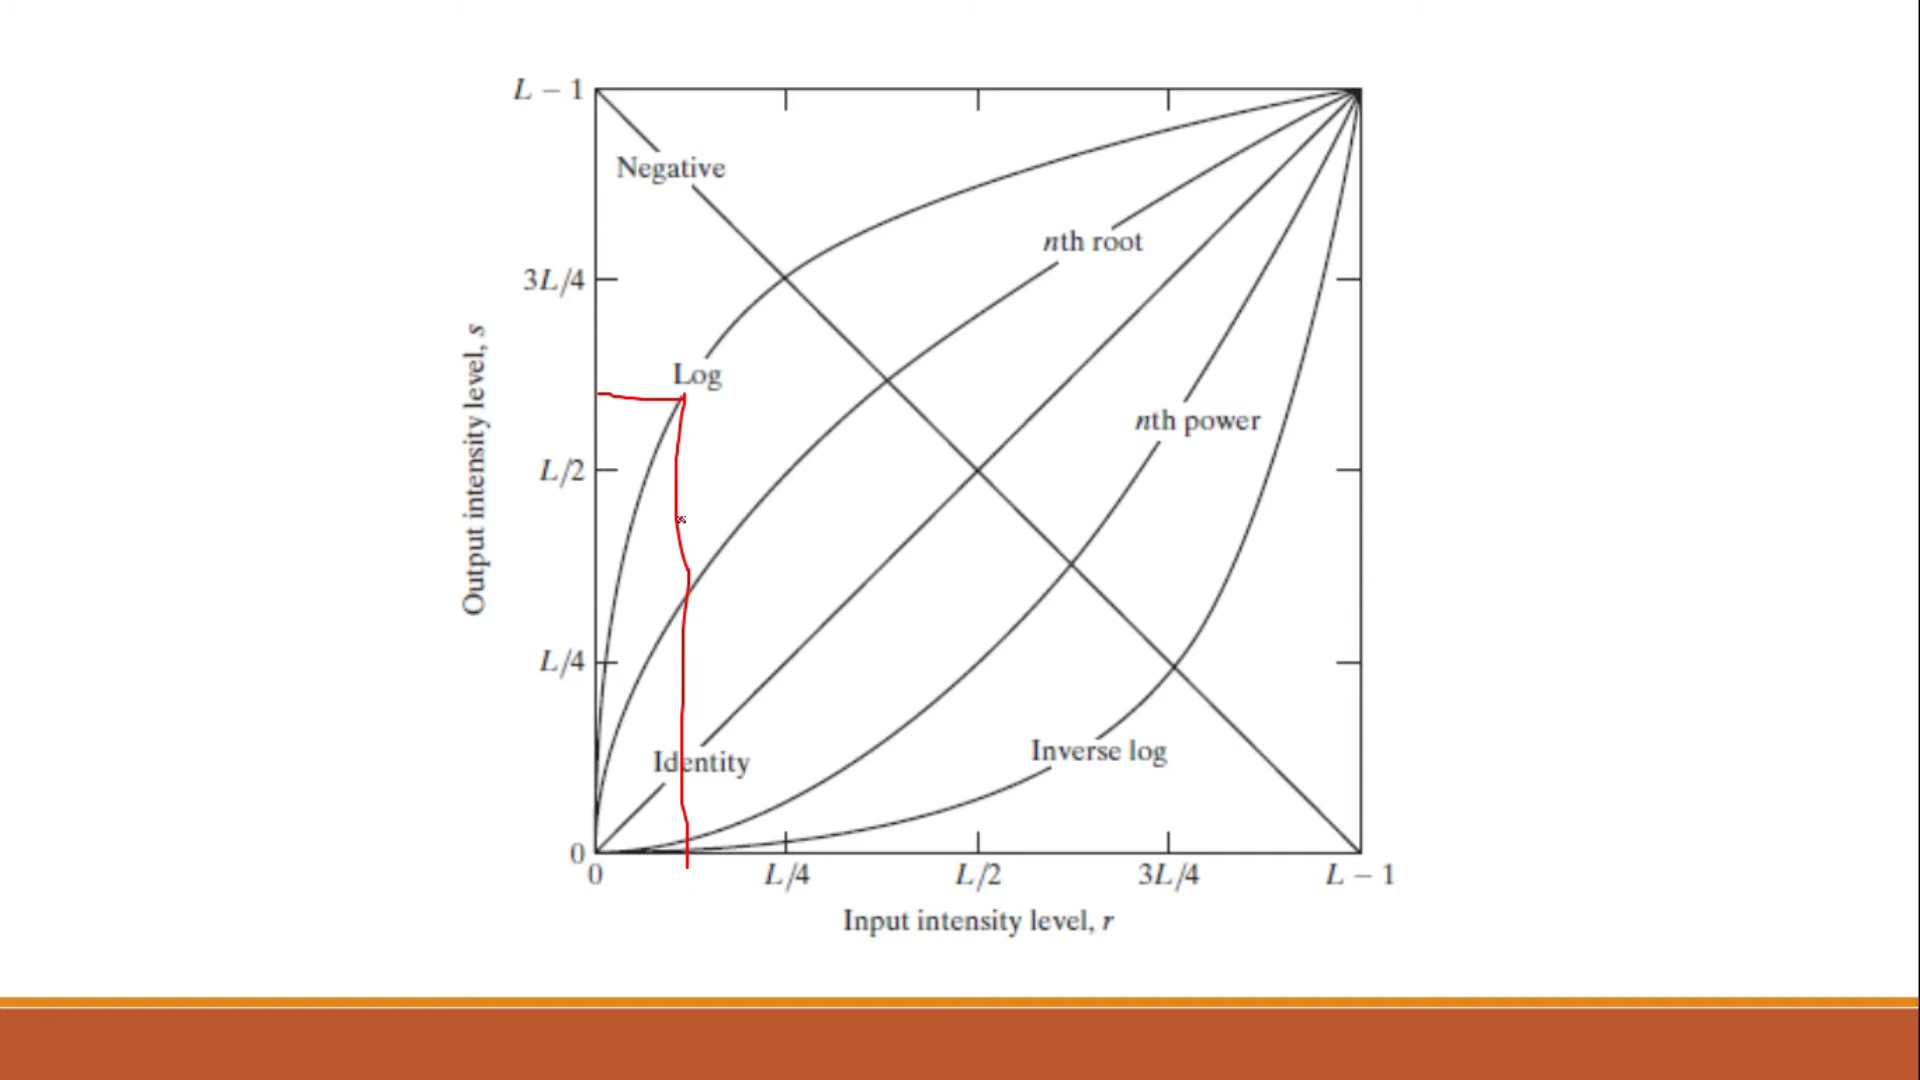 L − 1
Negative
nth root
3L/4
Log
nth power
L/2
Output intensity level, s
L/4
Inverse log
Identity
0
0 L/4 L/2 3L/4 L − 1
Input intensity level, r